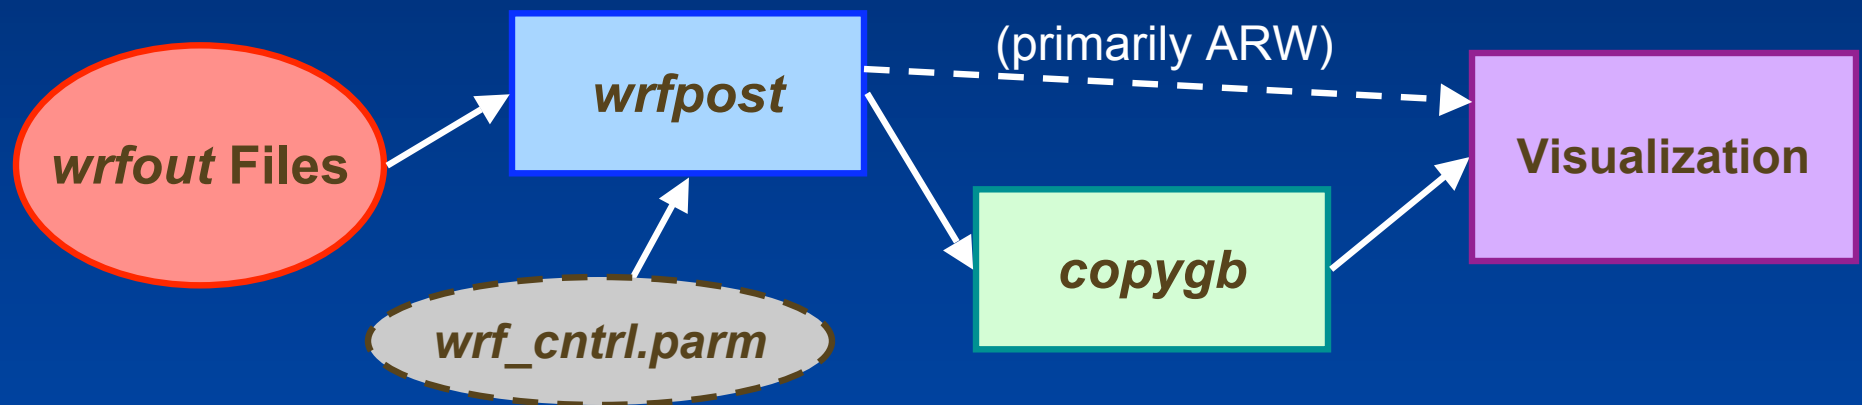 (primarily ARW)
wrfpost
wrfout Files
Visualization
copygb
wrf_cntrl.parm